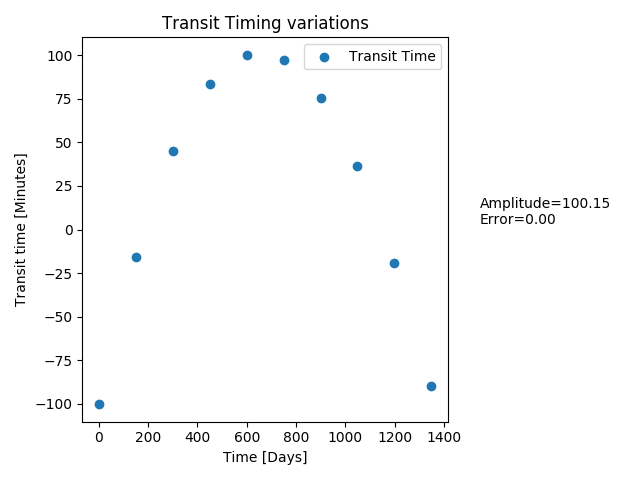 Transit Timing variations
Transit Time
100
75
50
25
0
−25
−50
−75
−100
Transit time [Minutes]
0
200
400
600
800
1000
1200
1400
Time [Days]
Amplitude=100.15
Error=0.00